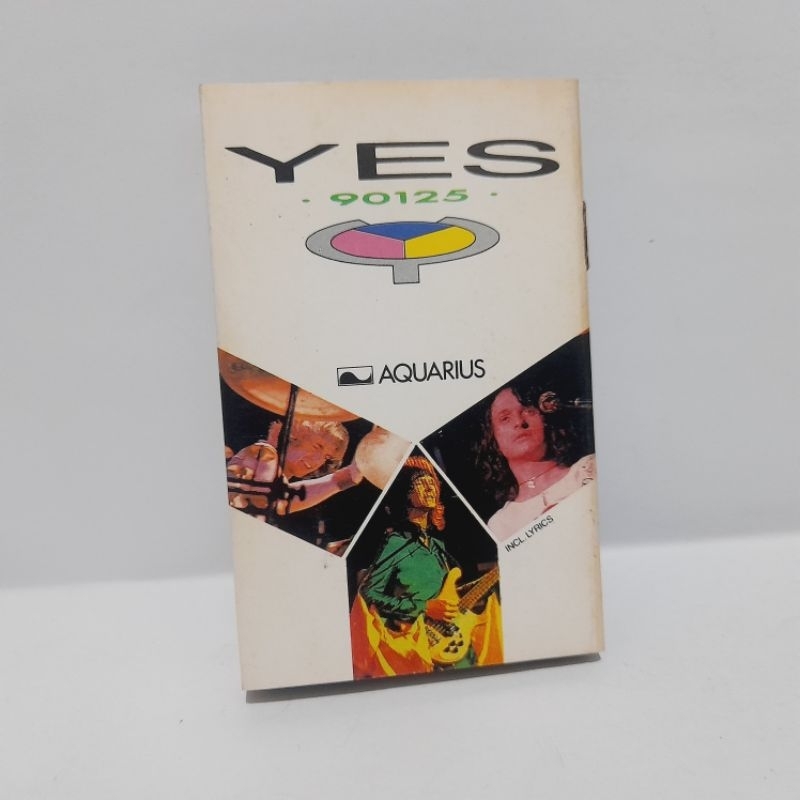 YES
· 90125 ·
AQUARIUS
INCL. LYRICS